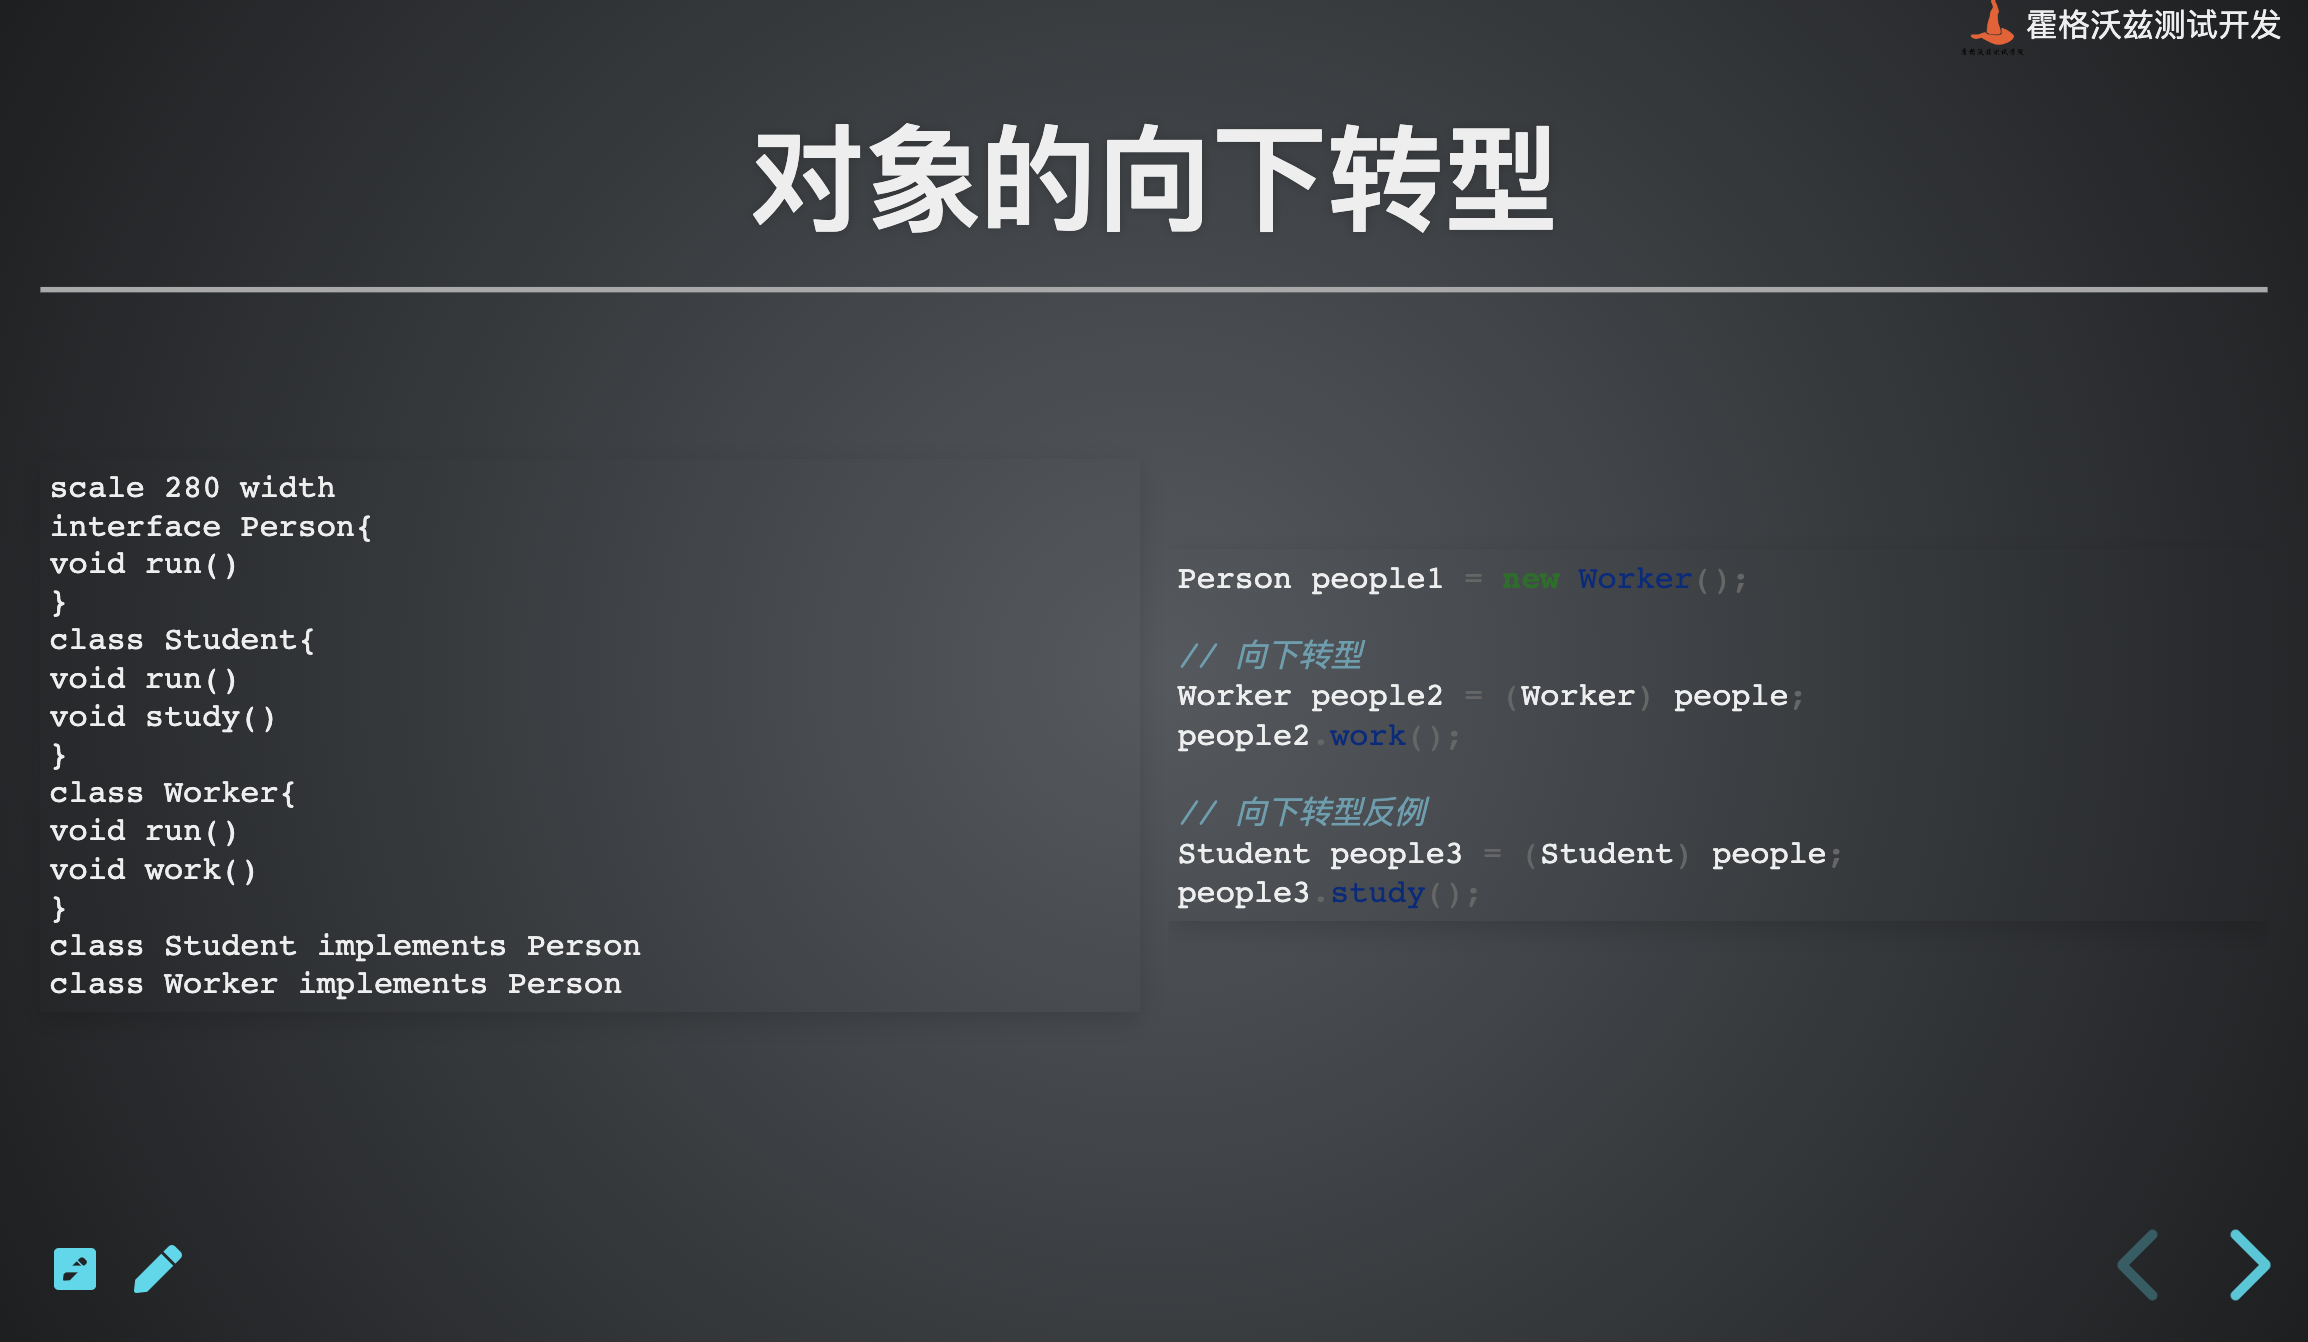 霍格沃兹测试开发
对象的向下转型
scale 280 width
interface Person{
void run()
}
class Student{
void run()
void study()
}
class Worker{
void run()
void work()
}
class Student implements Person
class Worker implements Person
Person people1 = new Worker();
// 向下转型
Worker people2 = (Worker) people;
people2.work();
// 向下转型反例
Student people3 = (Student) people;
people3.study();